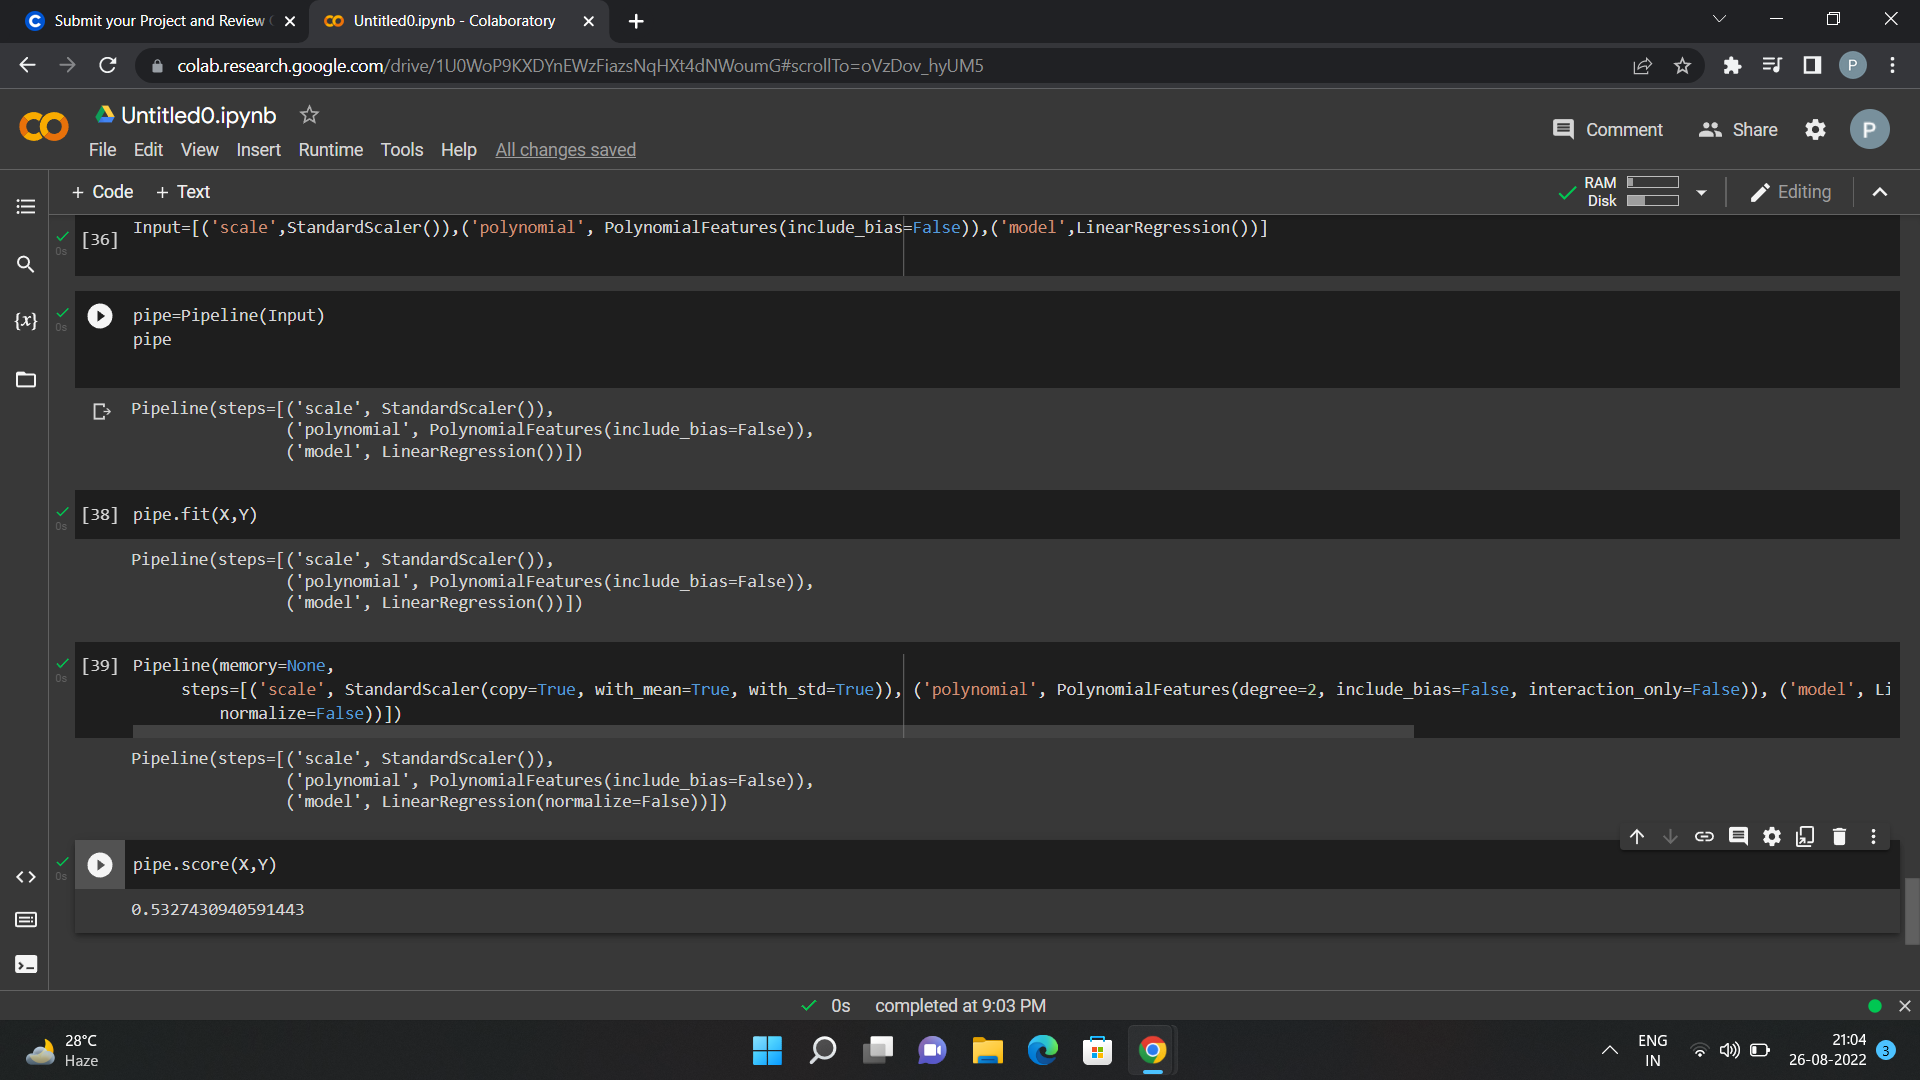 Submit your Project and Review
Untitled0.ipynb - Colaboratory
colab.research.google.com/drive/1U0WoP9KXDYnEWzFiazsNqHXt4dNWoumG#scrollTo=oVzDov_hyUM5
P
CO
Untitled0.ipynb
Comment
Share
P
File Edit View Insert Runtime Tools Help All changes saved
+ Code + Text
RAM
Disk
Editing
[36]
Input=[('scale',StandardScaler()),('polynomial', PolynomialFeatures(include_bias=False)),('model',LinearRegression())]
0s
{x}
0s
pipe=Pipeline(Input)
pipe
Pipeline(steps=[('scale', StandardScaler()),
('polynomial', PolynomialFeatures(include_bias=False)),
('model', LinearRegression())])
0s
[38] pipe.fit(X,Y)
Pipeline(steps=[('scale', StandardScaler()),
('polynomial', PolynomialFeatures(include_bias=False)),
('model', LinearRegression())])
0s
[39] Pipeline(memory=None,
steps=[('scale', StandardScaler(copy=True, with_mean=True, with_std=True)), ('polynomial', PolynomialFeatures(degree=2, include_bias=False, interaction_only=False)), ('model', Li
normalize=False))])
Pipeline(steps=[('scale', StandardScaler()),
('polynomial', PolynomialFeatures(include_bias=False)),
('model', LinearRegression(normalize=False))])
0s
pipe.score(X,Y)
0.5327430940591443
0s completed at 9:03 PM
28°C
Haze
ENG
IN
21:04
26-08-2022
3